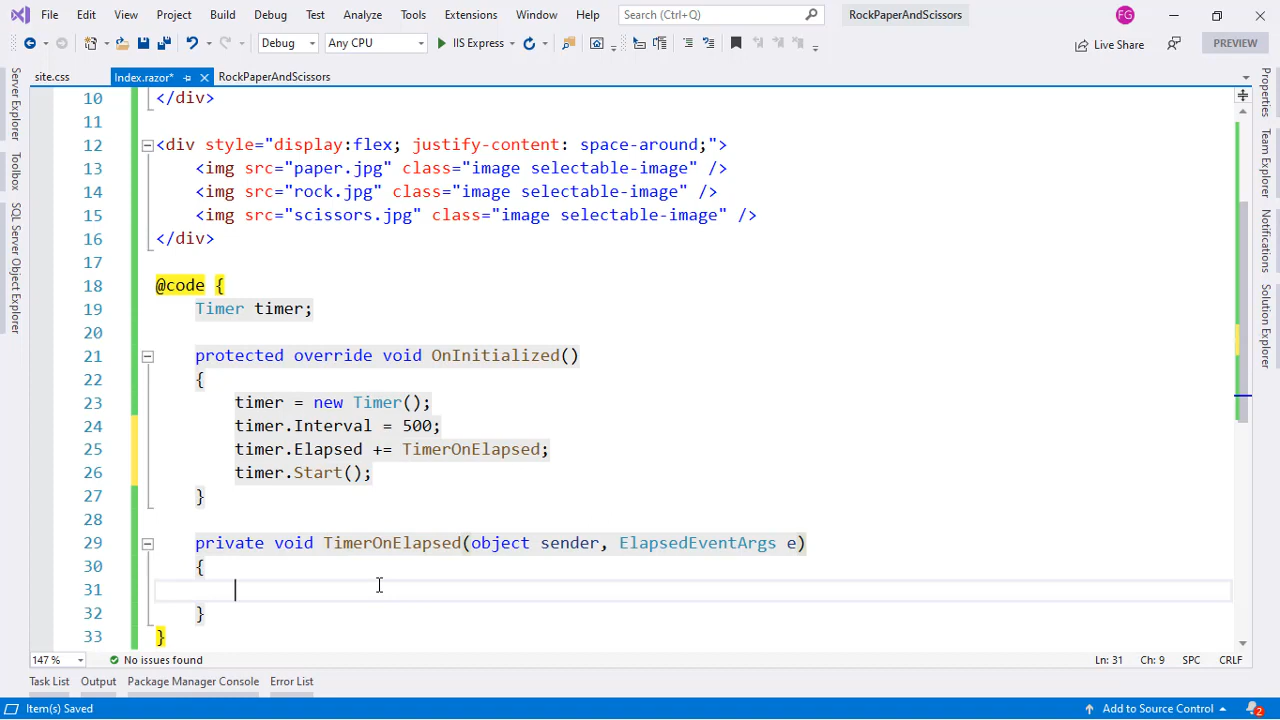 File Edit View Project Build Debug Test Analyze Tools Extensions Window Help Search (Ctrl+Q) RockPaperAndScissors FG
Debug Any CPU IIS Express Live Share PREVIEW
site.css Index.razor* RockPaperAndScissors
Server Explorer
Toolbox
SQL Server Object Explorer
10 </div>
11
12 <div style="display:flex; justify-content: space-around;">
13 <img src="paper.jpg" class="image selectable-image" />
14 <img src="rock.jpg" class="image selectable-image" />
15 <img src="scissors.jpg" class="image selectable-image" />
16 </div>
17
18 @code {
19 Timer timer;
20
21 protected override void OnInitialized()
22 {
23 timer = new Timer();
24 timer.Interval = 500;
25 timer.Elapsed += TimerOnElapsed;
26 timer.Start();
27 }
28
29 private void TimerOnElapsed(object sender, ElapsedEventArgs e)
30 {
31
32 }
33 }
Properties
Team Explorer
Notifications
Solution Explorer
147 % No issues found Ln: 31 Ch: 9 SPC CRLF
Task List Output Package Manager Console Error List
Item(s) Saved Add to Source Control 2